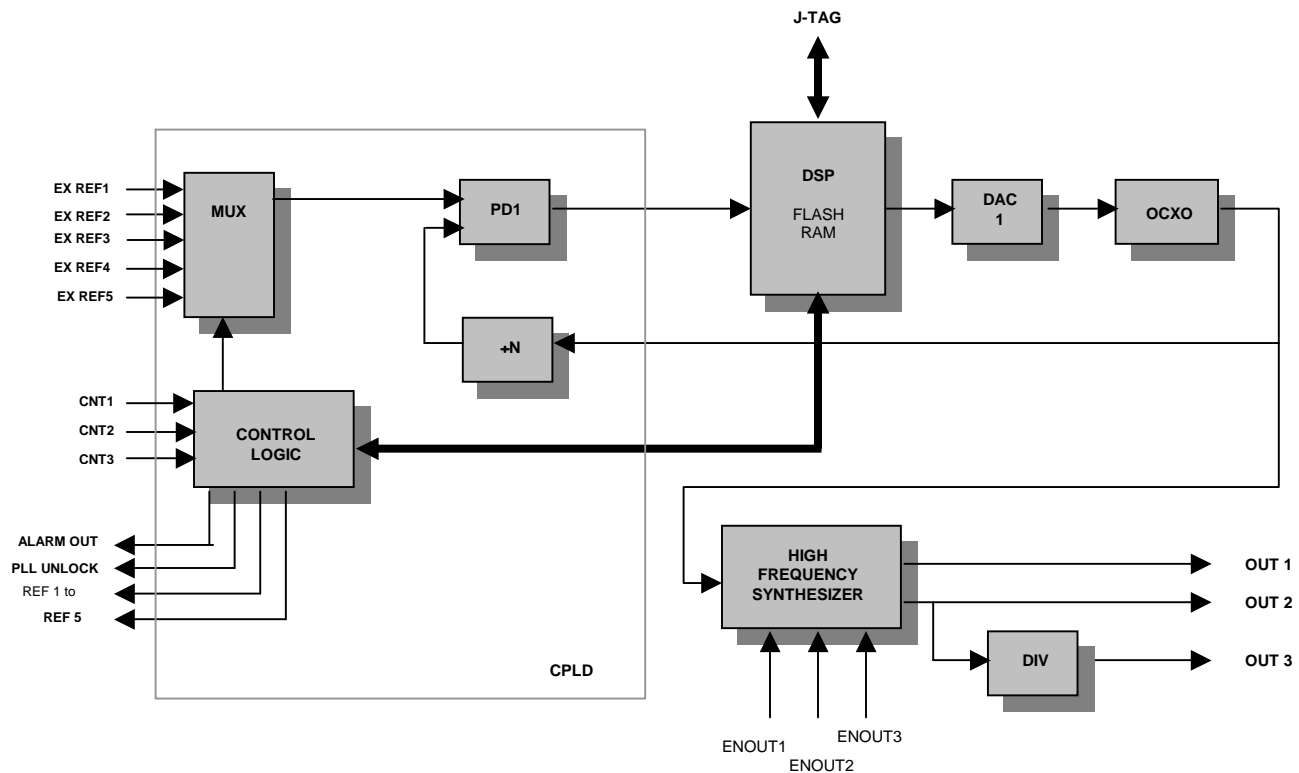 J-TAG
EX REF1
EX REF2
EX REF3
EX REF4
EX REF5
MUX
PD1
DSP
FLASH
RAM
DAC
1
OCXO
÷N
CNT1
CNT2
CNT3
CONTROL
LOGIC
ALARM OUT
PLL UNLOCK
REF 1 to
REF 5
CPLD
HIGH
FREQUENCY
SYNTHESIZER
OUT 1
OUT 2
DIV
OUT 3
ENOUT1
ENOUT2
ENOUT3